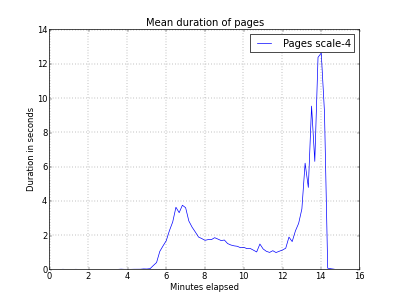 Mean duration of pages
Pages scale-4
Duration in seconds
14
12
10
8
6
4
2
0
0 2 4 6 8 10 12 14 16
Minutes elapsed